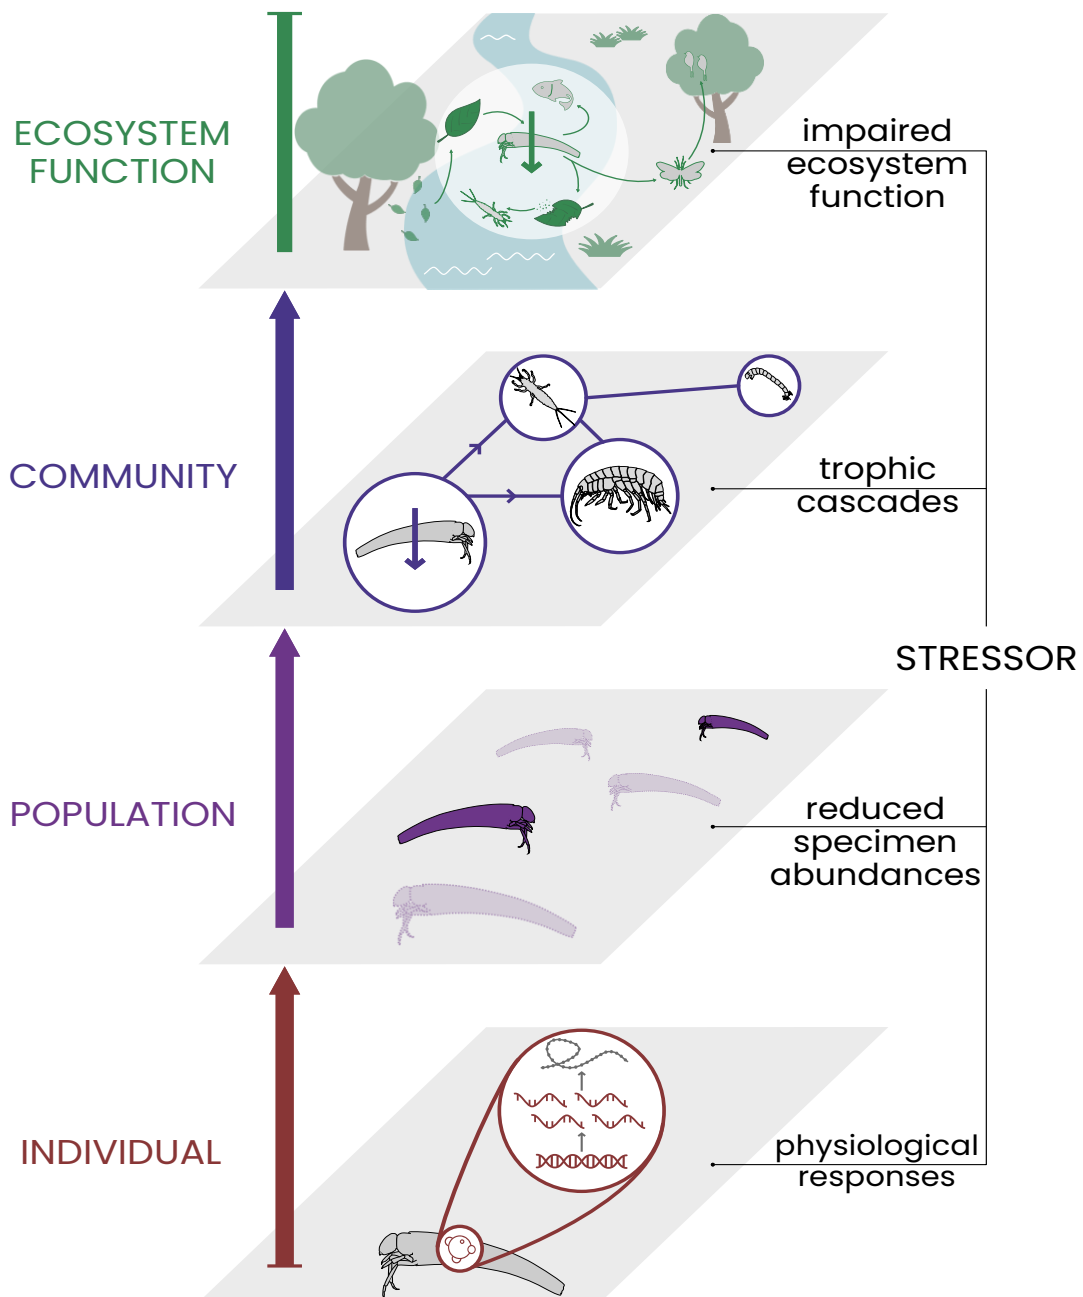 ECOSYSTEM
FUNCTION
impaired
ecosystem
function
COMMUNITY
trophic
cascades
STRESSOR
POPULATION
reduced
specimen
abundances
INDIVIDUAL
physiological
responses